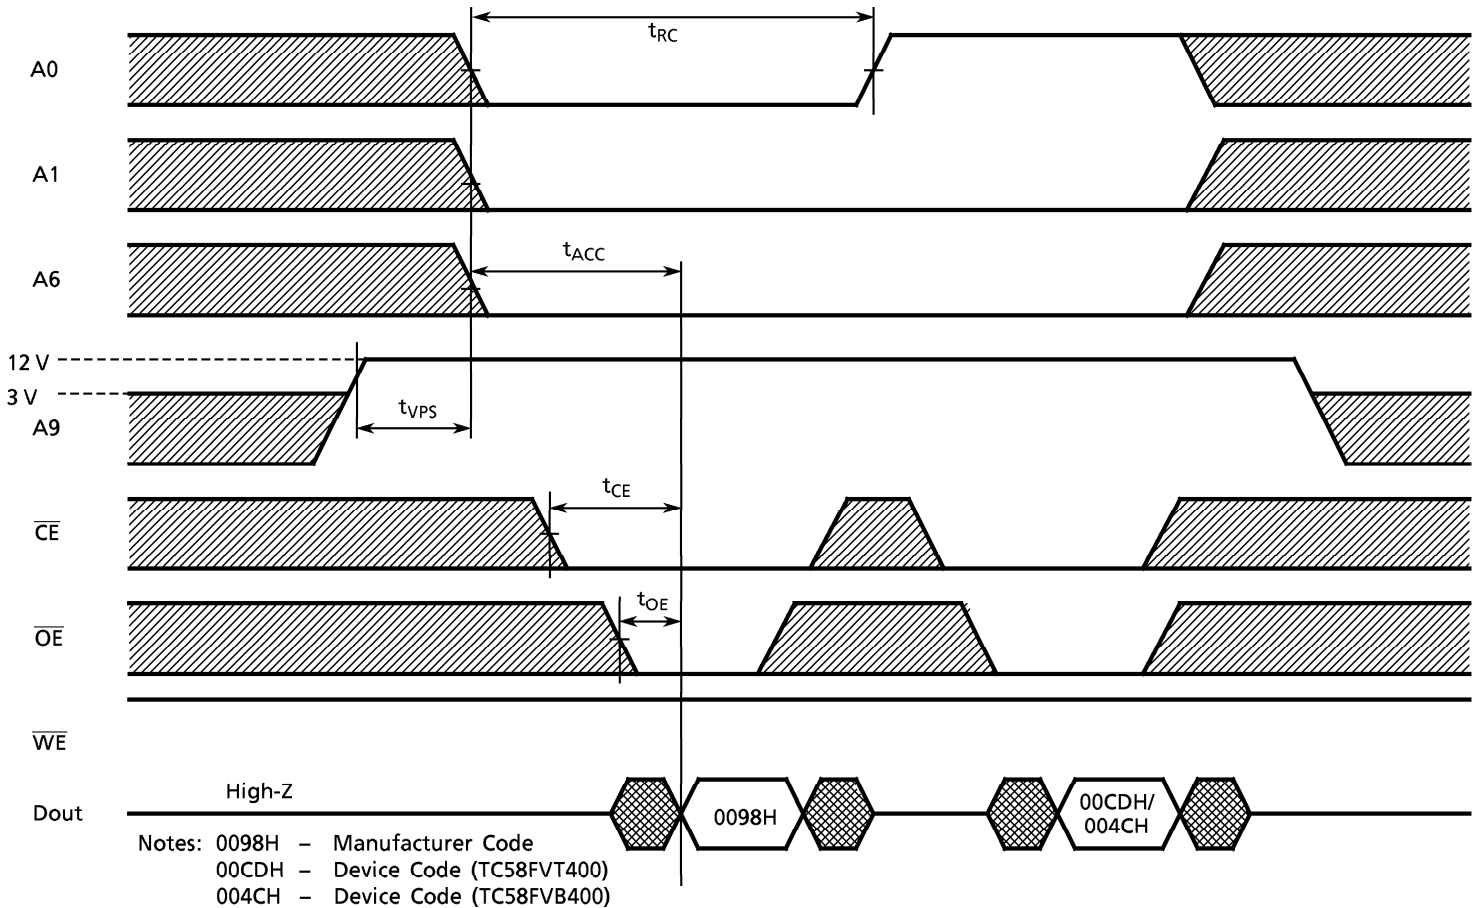 tRC
A0
A1
tACC
A6
12 V
3 V
tVPS
A9
tCE
CE
tOE
OE
WE
High-Z
Dout
0098H
00CDH/
004CH
Notes: 0098H – Manufacturer Code
00CDH – Device Code (TC58FVT400)
004CH – Device Code (TC58FVB400)